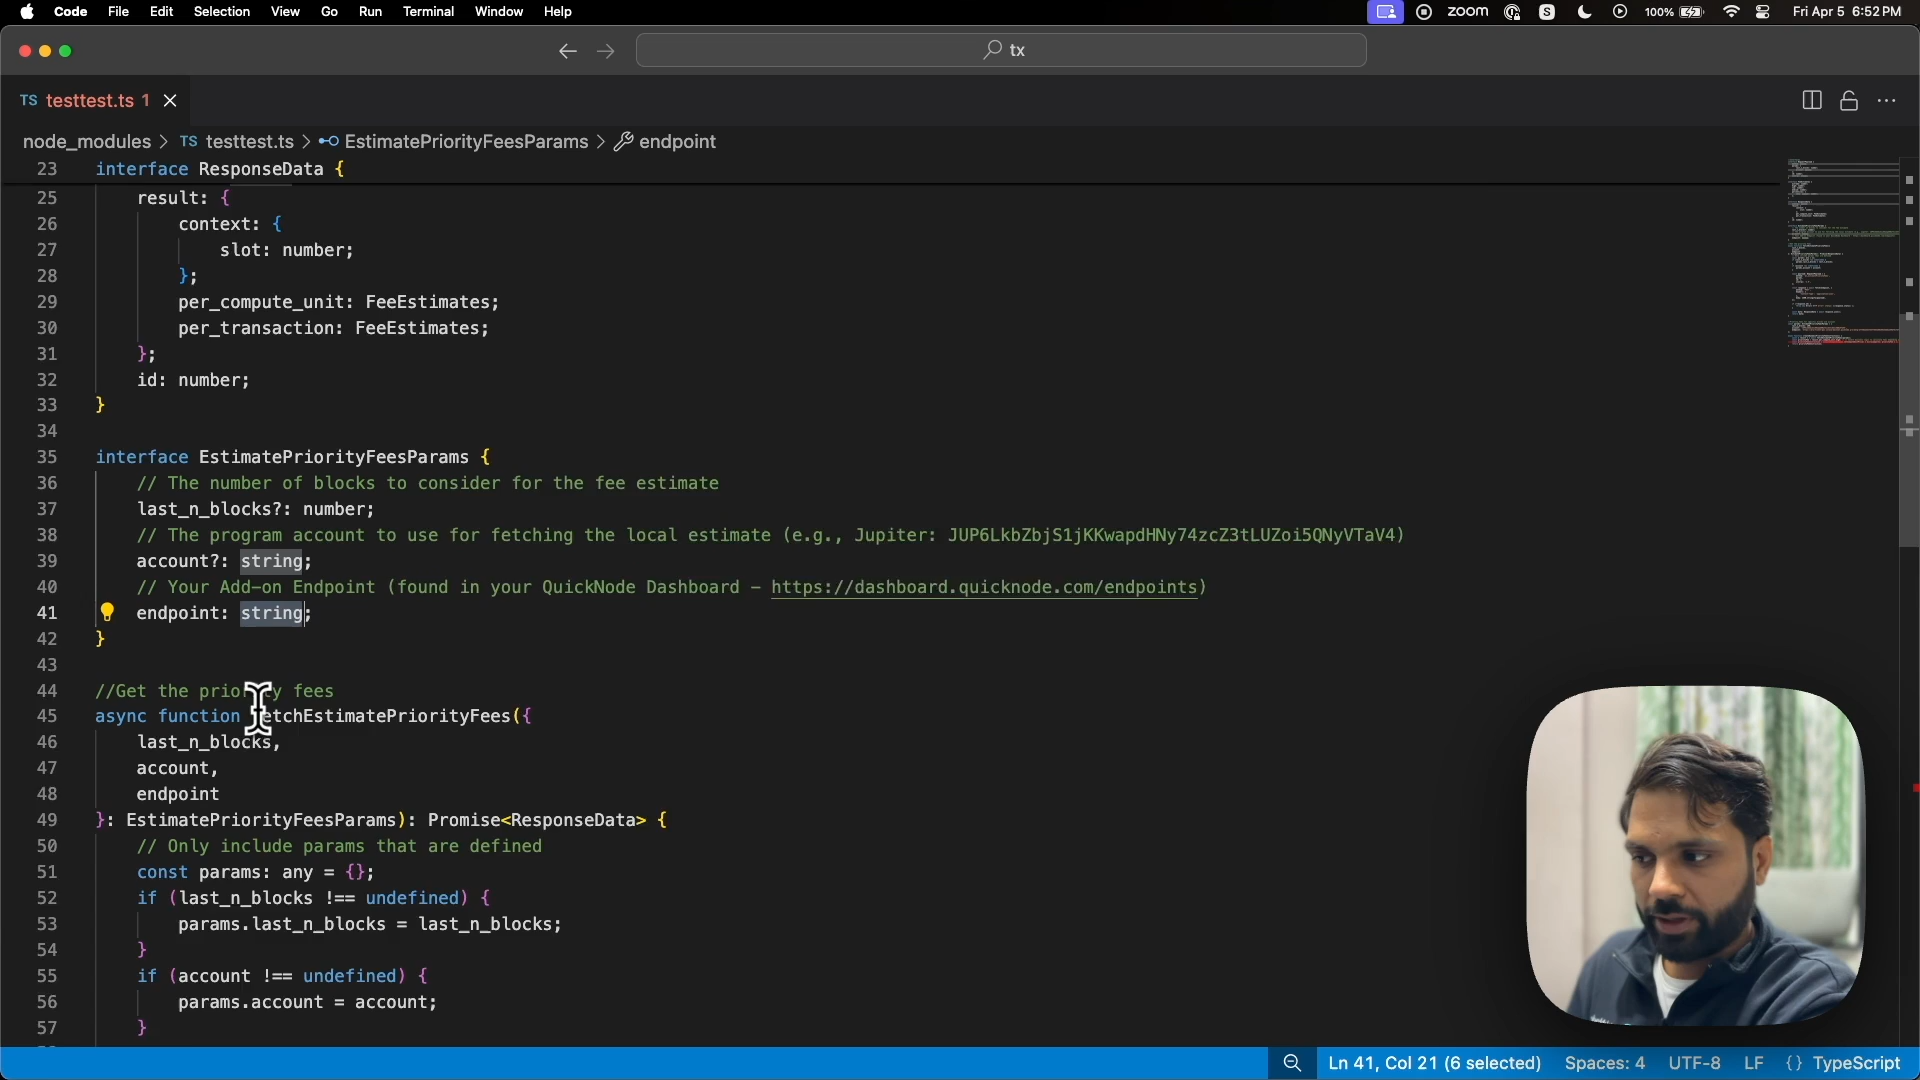 Code File Edit Selection View Go Run Terminal Window Help zoom S 100% Fri Apr 5 6:52 PM
tx
TS testtest.ts 1
node_modules > TS testtest.ts > EstimatePriorityFeesParams > endpoint
23 interface ResponseData {
25 result: {
26 context: {
27 slot: number;
28 };
29 per_compute_unit: FeeEstimates;
30 per_transaction: FeeEstimates;
31 };
32 id: number;
33 }
34
35 interface EstimatePriorityFeesParams {
36 // The number of blocks to consider for the fee estimate
37 last_n_blocks?: number;
38 // The program account to use for fetching the local estimate (e.g., Jupiter: JUP6LkbZbjS1jKKwapdHNy74zcZ3tLUZoi5QNyVTaV4)
39 account?: string;
40 // Your Add-on Endpoint (found in your QuickNode Dashboard – https://dashboard.quicknode.com/endpoints)
41 endpoint: string;
42 }
43
44 //Get the priority fees
45 async function fetchEstimatePriorityFees({
46 last_n_blocks,
47 account,
48 endpoint
49 }: EstimatePriorityFeesParams): Promise<ResponseData> {
50 // Only include params that are defined
51 const params: any = {};
52 if (last_n_blocks !== undefined) {
53 params.last_n_blocks = last_n_blocks;
54 }
55 if (account !== undefined) {
56 params.account = account;
57 }
Ln 41, Col 21 (6 selected) Spaces: 4 UTF-8 LF {} TypeScript